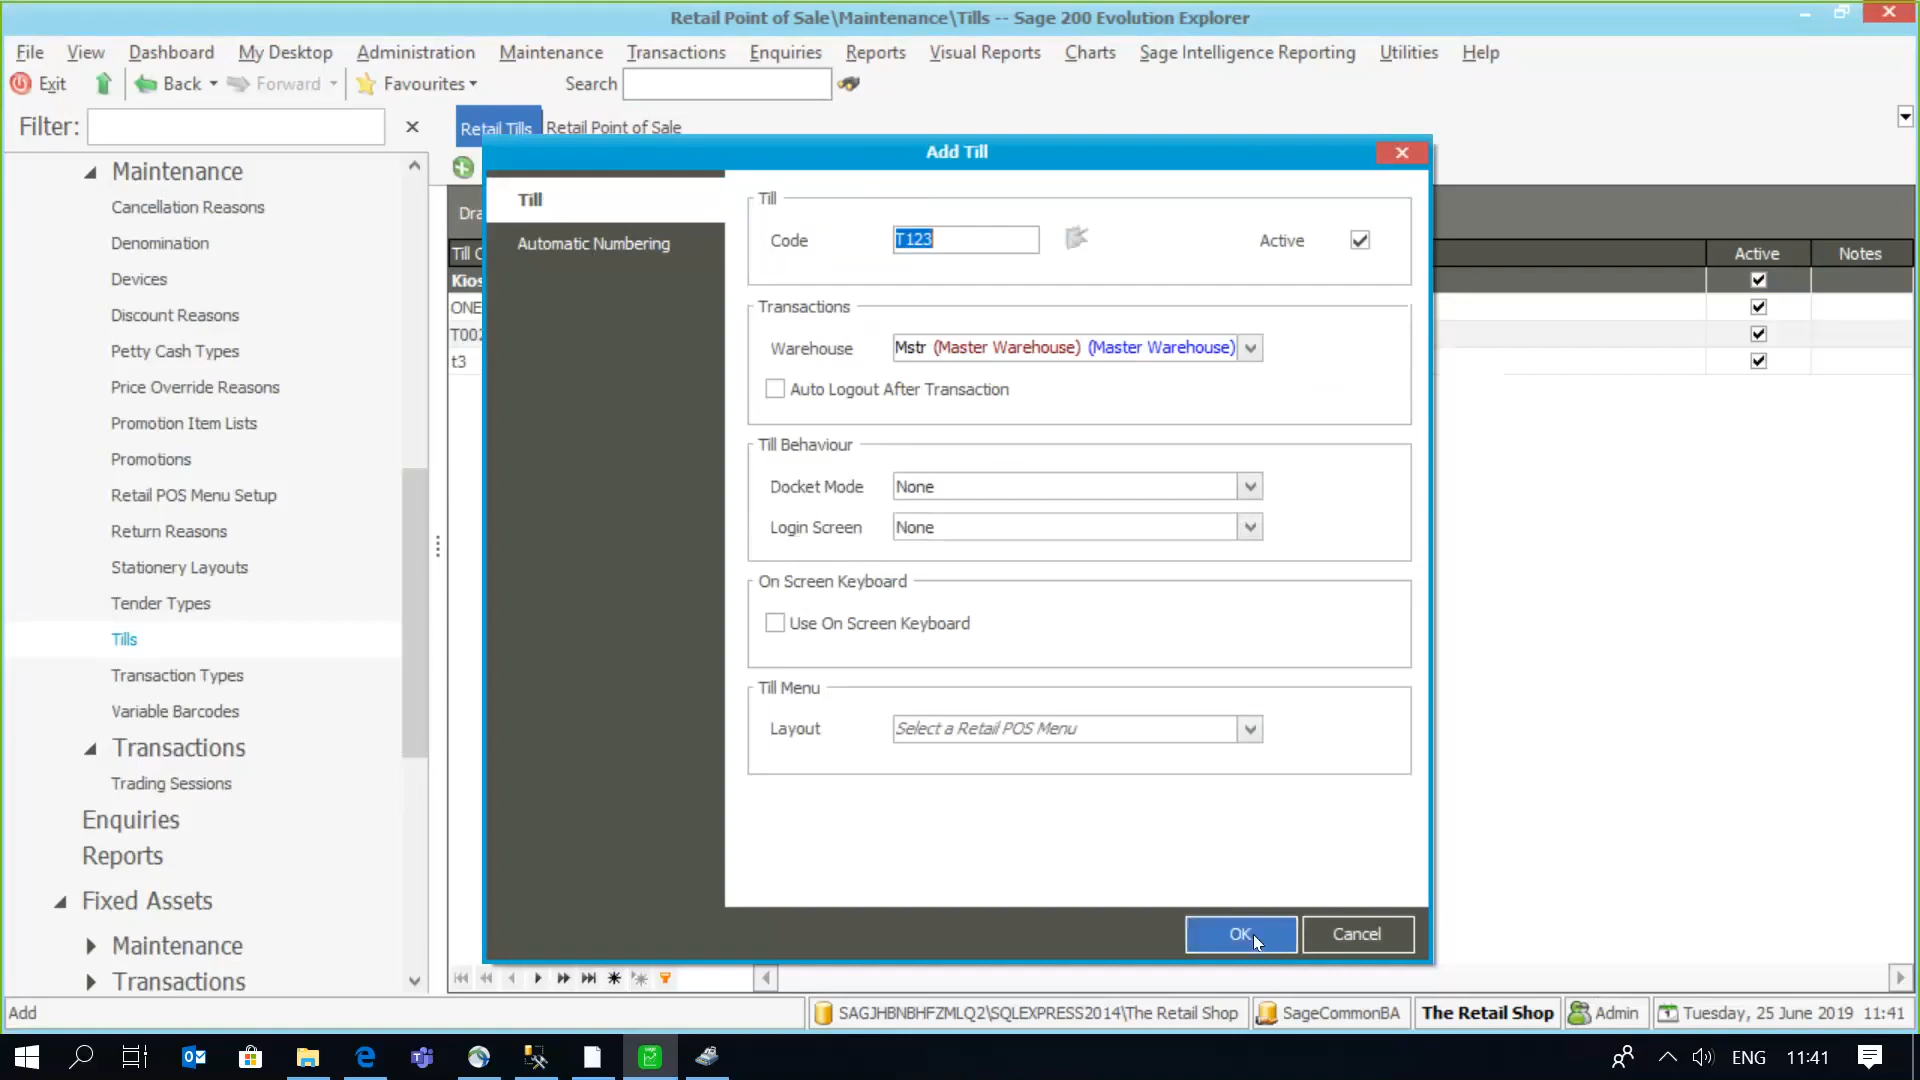 Retail Point of Sale\Maintenance\Tills -- Sage 200 Evolution Explorer
File View Dashboard My Desktop Administration Maintenance Transactions Enquiries Reports Visual Reports Charts Sage Intelligence Reporting Utilities Help
Exit Back Forward Favourites Search
Filter:
Retail Tills Retail Point of Sale
Maintenance
Cancellation Reasons
Denomination
Devices
Discount Reasons
Petty Cash Types
Price Override Reasons
Promotion Item Lists
Promotions
Retail POS Menu Setup
Return Reasons
Stationery Layouts
Tender Types
Tills
Transaction Types
Variable Barcodes
Transactions
Trading Sessions
Enquiries
Reports
Fixed Assets
Maintenance
Transactions
Dra
Till C
Kios
ONE
T002
t3
Active Notes
Add Till
Till
Automatic Numbering
Till
Code T123 Active
Transactions
Warehouse Mstr (Master Warehouse) (Master Warehouse)
Auto Logout After Transaction
Till Behaviour
Docket Mode None
Login Screen None
On Screen Keyboard
Use On Screen Keyboard
Till Menu
Layout Select a Retail POS Menu
OK Cancel
Add SAGJHBNBHFZMLQ2\SQLEXPRESS2014\The Retail Shop SageCommonBA The Retail Shop Admin Tuesday, 25 June 2019 11:41
ENG 11:41